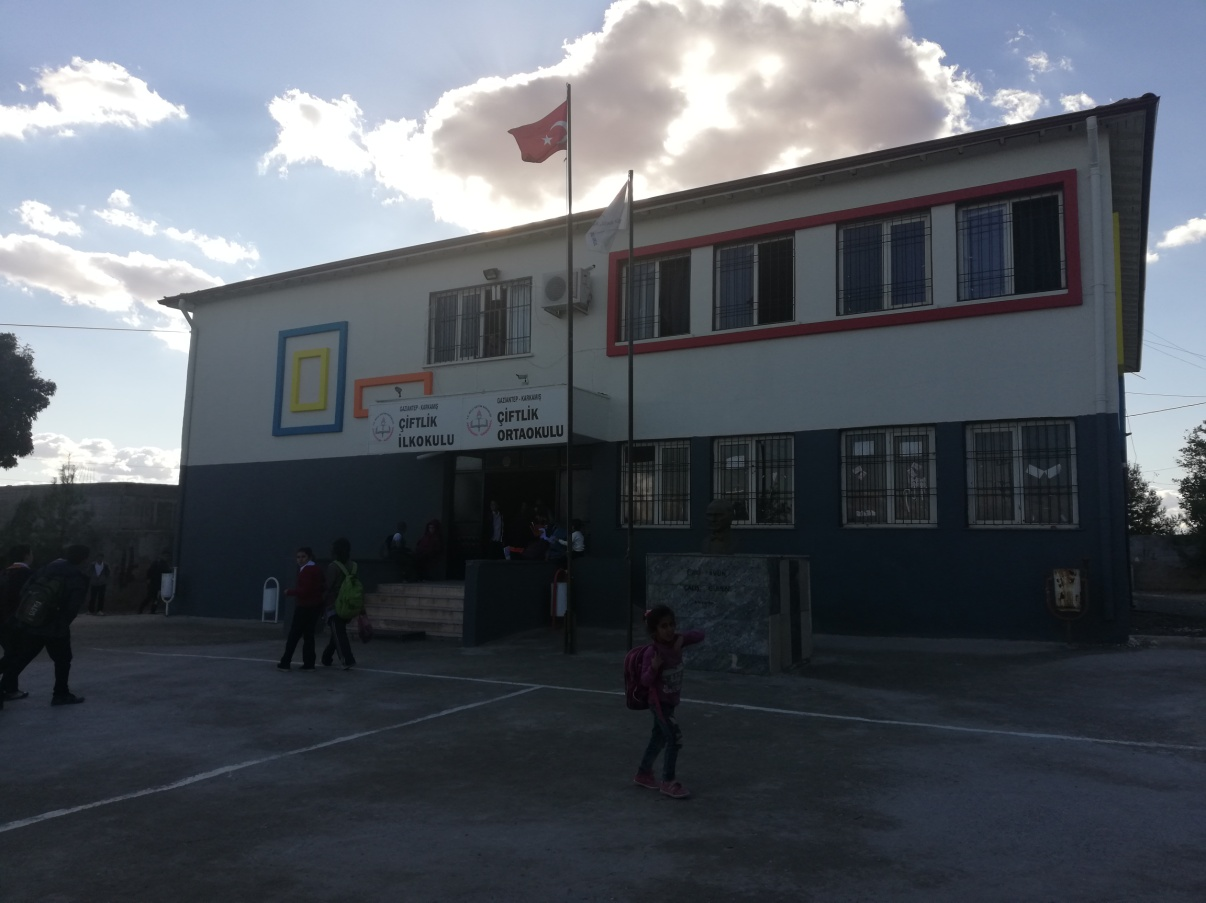 GAZİANTEP - KARKAMIŞ
ÇİFTLİK
İLKOKULU
GAZİANTEP - KARKAMIŞ
ÇİFTLİK
ORTAOKULU